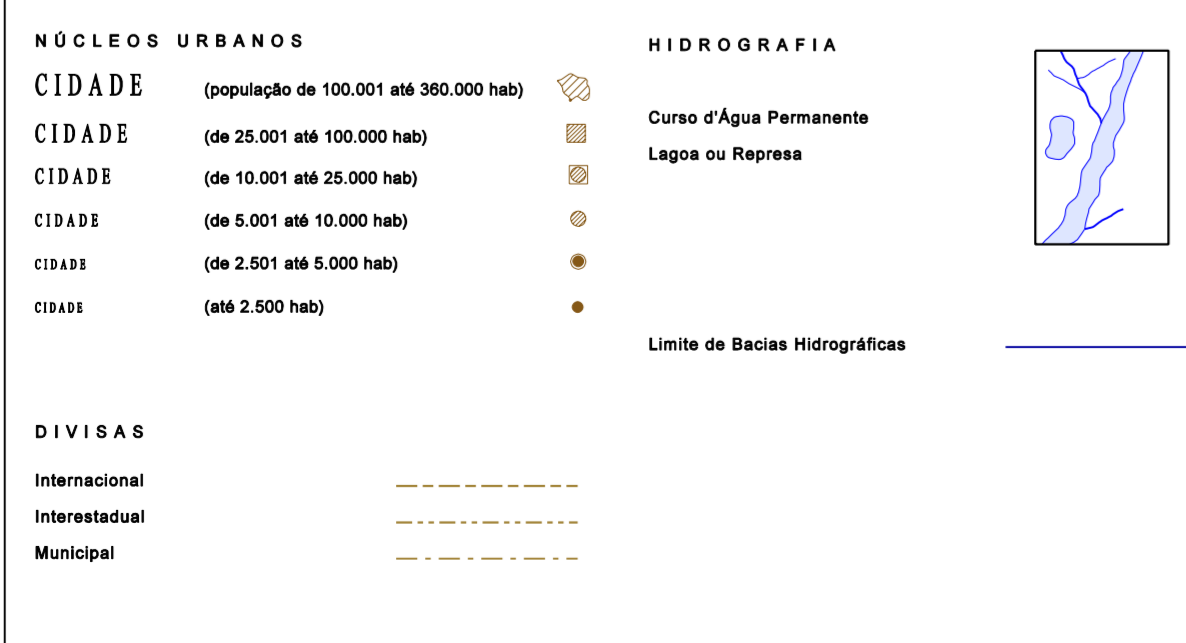 NÚCLEOS URBANOS
CIDADE (população de 100.001 até 360.000 hab)
CIDADE (de 25.001 até 100.000 hab)
CIDADE (de 10.001 até 25.000 hab)
CIDADE (de 5.001 até 10.000 hab)
CIDADE (de 2.501 até 5.000 hab)
CIDADE (até 2.500 hab)
DIVISAS
Internacional
Interestadual
Municipal
HIDROGRAFIA
Curso d'Água Permanente
Lagoa ou Represa
Limite de Bacias Hidrográficas